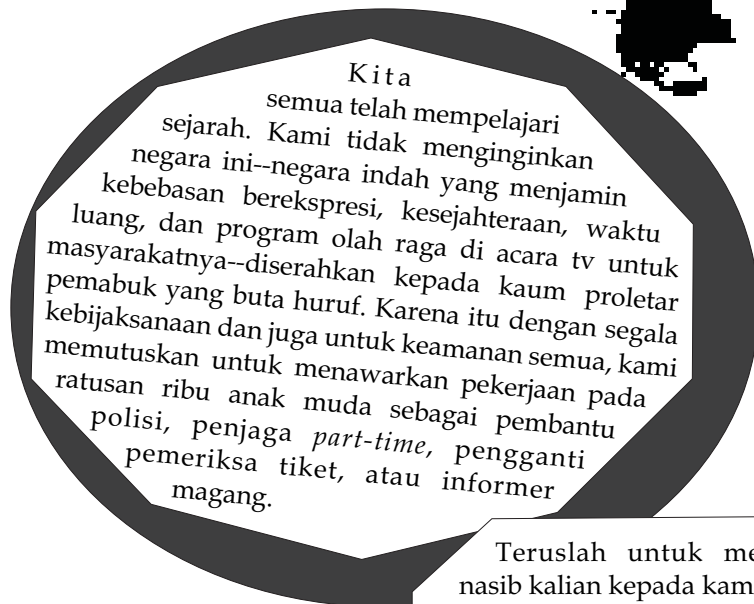 Kita
semua telah mempelajari
sejarah. Kami tidak menginginkan
negara ini--negara indah yang menjamin
kebebasan berekspresi, kesejahteraan, waktu
luang, dan program olah raga di acara tv untuk
masyarakatnya--diserahkan kepada kaum proletar
pemabuk yang buta huruf. Karena itu dengan segala
kebijaksanaan dan juga untuk keamanan semua, kami
memutuskan untuk menawarkan pekerjaan pada
ratusan ribu anak muda sebagai pembantu
polisi, penjaga part-time, pengganti
pemeriksa tiket, atau informer
magang.
Teruslah untuk
nasib kalian kepada